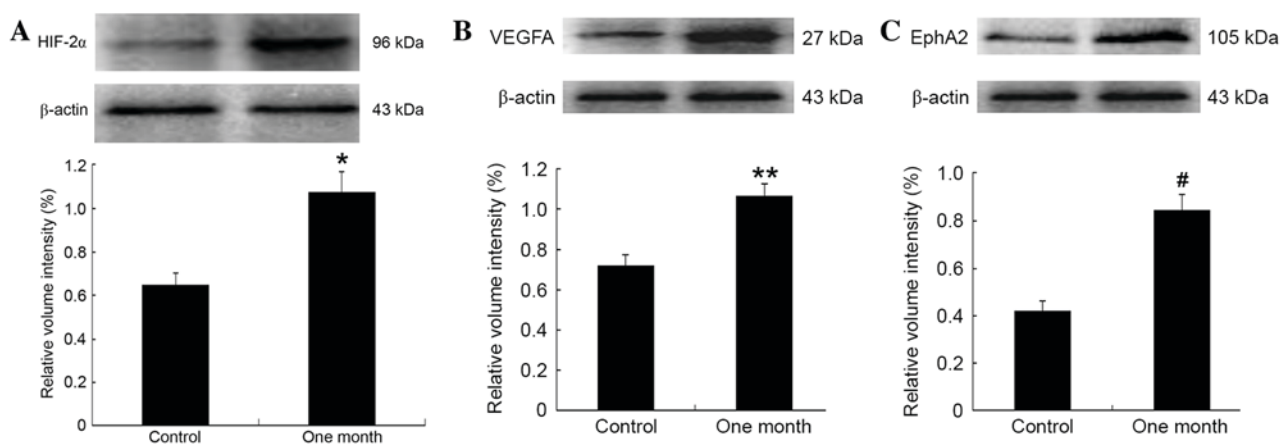 A
HIF-2α
96 kDa
β-actin
43 kDa
Relative volume intensity (%)
1.2
1.0
0.8
0.6
0.4
0.2
0
*
Control
One month
B
VEGFA
27 kDa
β-actin
43 kDa
Relative volume intensity (%)
1.2
1.0
0.8
0.6
0.4
0.2
0
**
Control
One month
C
EphA2
105 kDa
β-actin
43 kDa
Relative volume intensity (%)
1.0
0.8
0.6
0.4
0.2
0
#
Control
One month